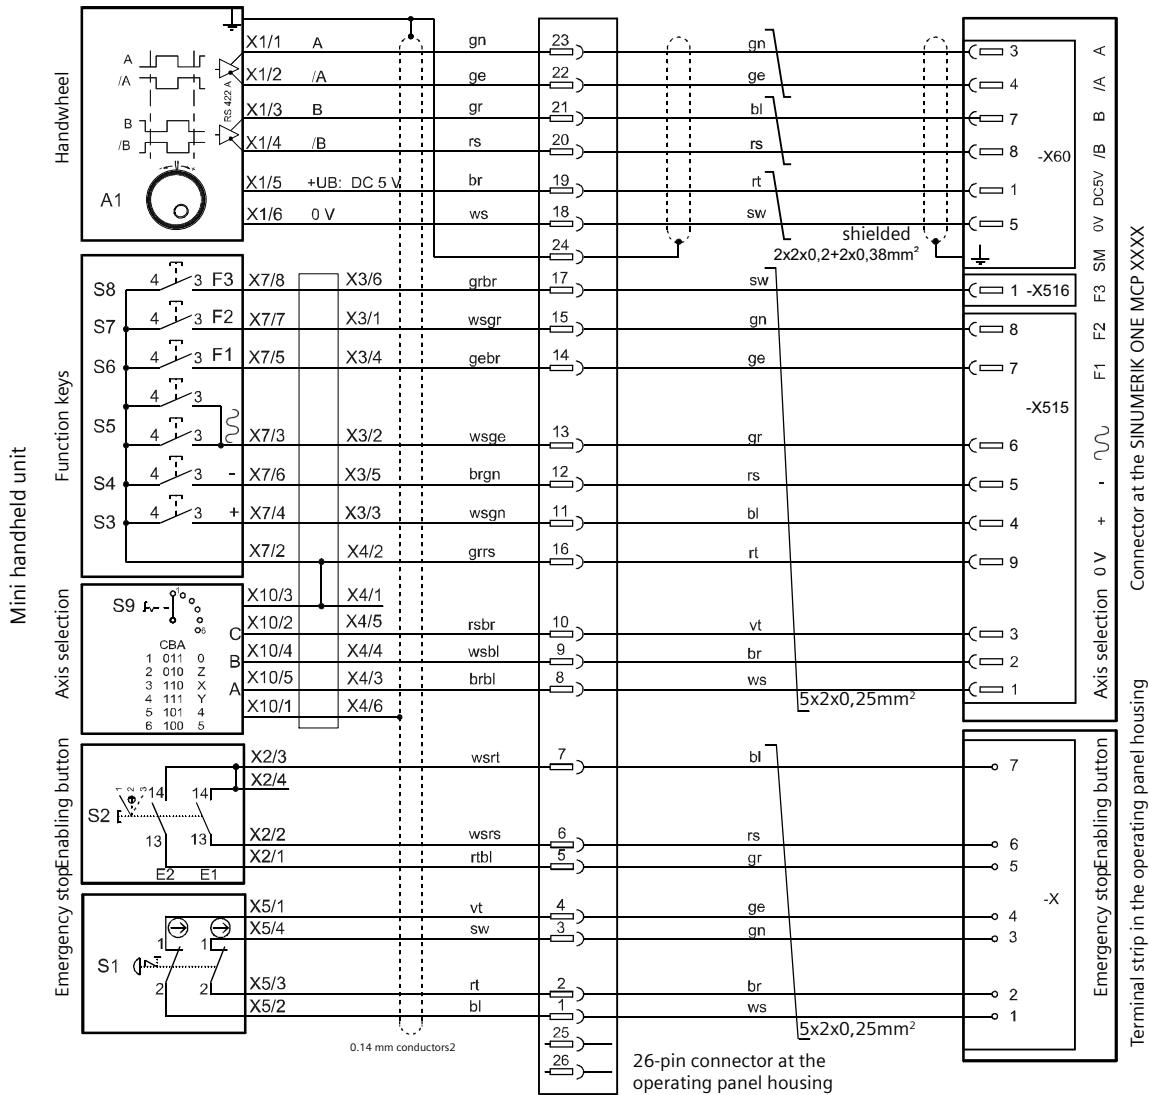 Mini handheld unit
Handwheel
A
/A
B
/B
RS 422 A
A1
X1/1 A gn 23 gn 3 A
X1/2 /A ge 22 ge 4 /A
X1/3 B gr 21 bl 7 B
X1/4 /B rs 20 rs 8 /B
-X60
X1/5 +UB: DC 5 V br 19 rt 1 DC5V
X1/6 0 V ws 18 sw 5 0V
24 SM
shielded
2x2x0,2+2x0,38mm²
Function keys
S8 4 3 F3 X7/8 X3/6 grbr 17 sw 1 -X516 F3
S7 4 3 F2 X7/7 X3/1 wsgr 15 gn 8 F2
S6 4 3 F1 X7/5 X3/4 gebr 14 ge 7 F1
4 3
-X515
S5
4 3 X7/3 X3/2 wsge 13 gr 6
S4 4 3 - X7/6 X3/5 brgn 12 rs 5 -
S3 4 3 + X7/4 X3/3 wsgn 11 bl 4 +
X7/2 X4/2 grrs 16 rt 9 0 V
Axis selection
S9 1 6
X10/3 X4/1
C X10/2 X4/5 rsbr 10 vt 3
B X10/4 X4/4 wsbl 9 br 2
A X10/5 X4/3 brbl 8 ws 1
X10/1 X4/6
CBA
1 011 0
2 010 Z
3 110 X
4 111 Y
5 101 4
6 100 5
5x2x0,25mm²
Axis selection
Connector at the SINUMERIK ONE MCP XXXX
Enabling button
X2/3 wsrt 7 bl 7
X2/4
1 2 3
14 14
S2
13 13
X2/2 wsrs 6 rs 6
X2/1 rtbl 5 gr 5
E2 E1
Enabling button
Emergency stop
X5/1 vt 4 ge 4
X5/4 sw 3 gn 3
-X
1 1
S1
2 2
X5/3 rt 2 br 2
X5/2 bl 1 ws 1
5x2x0,25mm²
25
26
Emergency stop
Terminal strip in the operating panel housing
0.14 mm conductors2
26-pin connector at the
operating panel housing